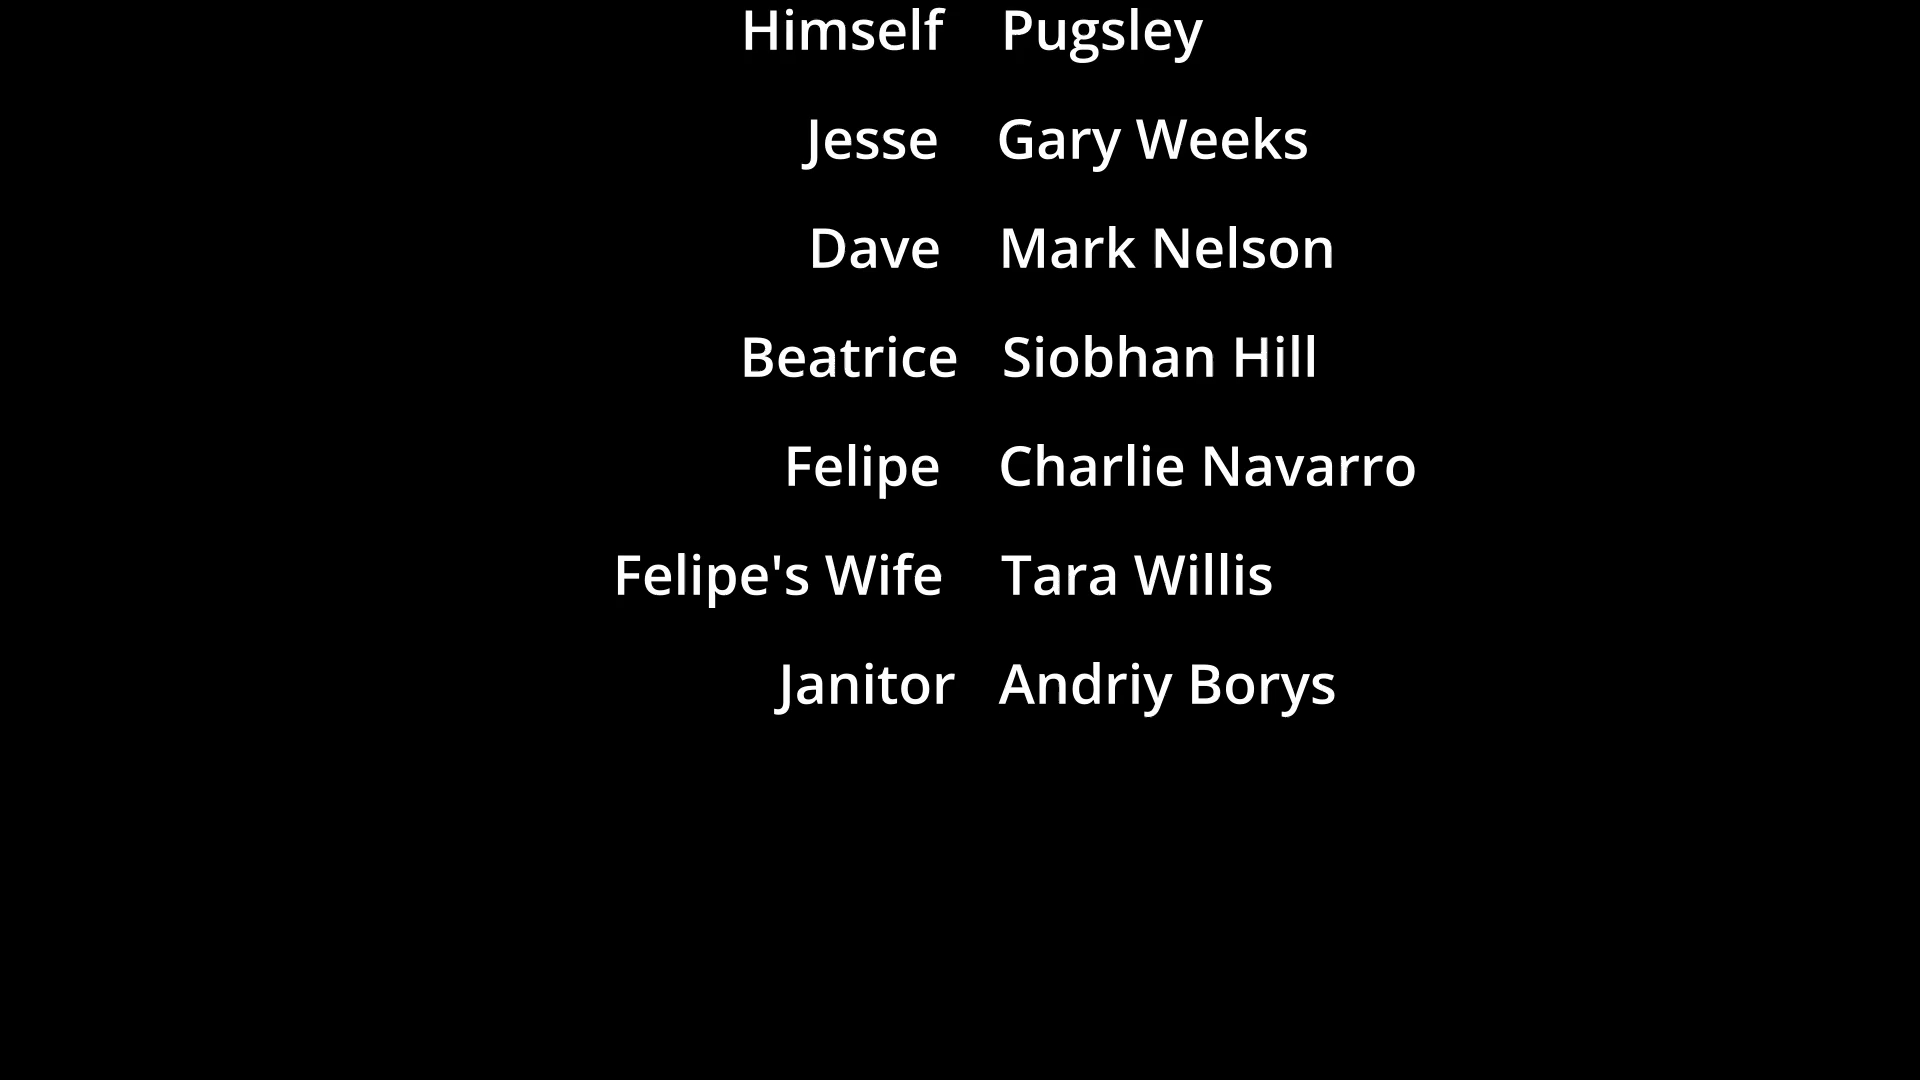 Himself Pugsley
Jesse Gary Weeks
Dave Mark Nelson
Beatrice Siobhan Hill
Felipe Charlie Navarro
Felipe's Wife Tara Willis
Janitor Andriy Borys